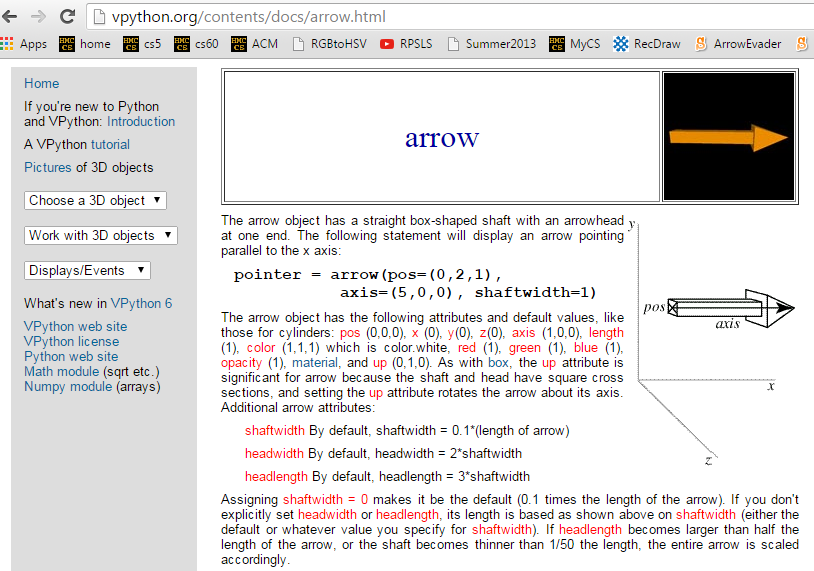 vpython.org/contents/docs/arrow.html
Apps HMC CS home HMC CS cs5 HMC CS cs60 HMC CS ACM RGBtoHSV RPSLS Summer2013 HMC CS MyCS RecDraw ArrowEvader
Home
If you're new to Python
and VPython: Introduction
A VPython tutorial
Pictures of 3D objects
Choose a 3D object ▼
Work with 3D objects ▼
Displays/Events ▼
What's new in VPython 6
VPython web site
VPython license
Python web site
Math module (sqrt etc.)
Numpy module (arrays)
arrow
The arrow object has a straight box-shaped shaft with an arrowhead
at one end. The following statement will display an arrow pointing
parallel to the x axis:
pointer = arrow(pos=(0,2,1),
axis=(5,0,0), shaftwidth=1)
The arrow object has the following attributes and default values, like
those for cylinders: pos (0,0,0), x (0), y(0), z(0), axis (1,0,0), length
(1), color (1,1,1) which is color.white, red (1), green (1), blue (1),
opacity (1), material, and up (0,1,0). As with box, the up attribute is
significant for arrow because the shaft and head have square cross
sections, and setting the up attribute rotates the arrow about its axis.
Additional arrow attributes:
y
pos
axis
x
z
shaftwidth By default, shaftwidth = 0.1*(length of arrow)
headwidth By default, headwidth = 2*shaftwidth
headlength By default, headlength = 3*shaftwidth
Assigning shaftwidth = 0 makes it be the default (0.1 times the length of the arrow). If you don't
explicitly set headwidth or headlength, its length is based as shown above on shaftwidth (either the
default or whatever value you specify for shaftwidth). If headlength becomes larger than half the
length of the arrow, or the shaft becomes thinner than 1/50 the length, the entire arrow is scaled
accordingly.